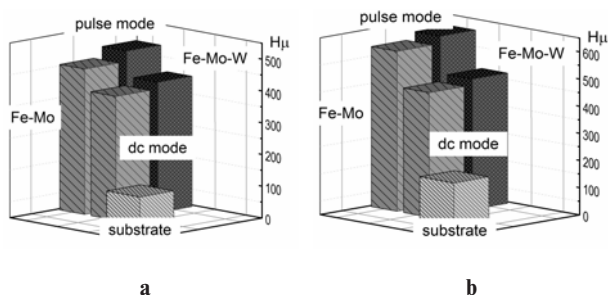 pulse mode
Hμ
Fe-Mo-W
500
400
300
200
100
0
Fe-Mo
dc mode
substrate
a
pulse mode
Hμ
Fe-Mo-W
600
500
400
300
200
100
0
Fe-Mo
dc mode
substrate
b